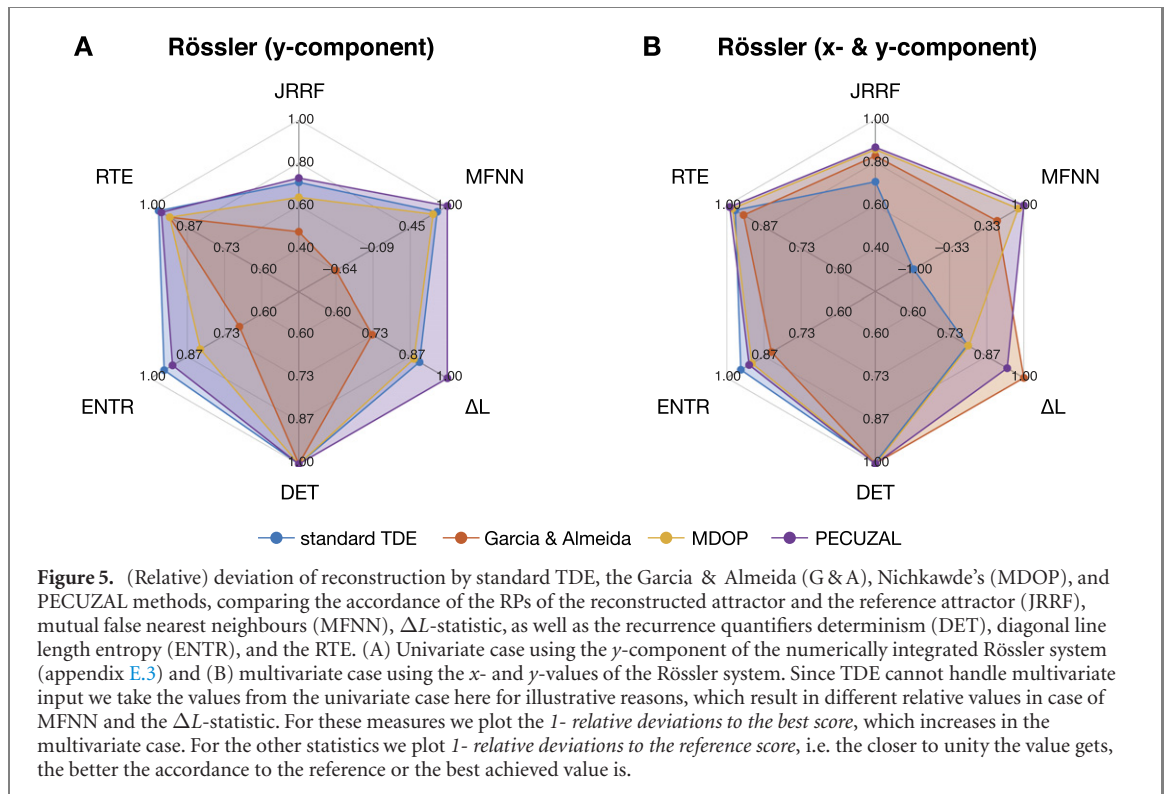 A Rössler (y-component) B Rössler (x- & y-component)
JRRF JRRF
1.00 1.00
RTE 0.80 MFNN RTE 0.80 MFNN
1.00 0.60 1.00 1.00 0.60 1.00
0.87 0.45 0.87 0.33
0.73 0.40 −0.09 0.73 0.40 −0.33
0.60 −0.64 0.60 −1.00
0.60 0.60 0.60 0.60
0.73 0.60 0.73 0.73 0.60 0.73
0.87 0.87 0.87 0.87
1.00 0.73 1.00 1.00 0.73 1.00
ENTR ΔL ENTR ΔL
0.87 0.87
1.00 1.00
DET DET
standard TDE Garcia & Almeida MDOP PECUZAL
Figure 5. (Relative) deviation of reconstruction by standard TDE, the Garcia & Almeida (G & A), Nichkawde's (MDOP), and
PECUZAL methods, comparing the accordance of the RPs of the reconstructed attractor and the reference attractor (JRRF),
mutual false nearest neighbours (MFNN), ΔL-statistic, as well as the recurrence quantifiers determinism (DET), diagonal line
length entropy (ENTR), and the RTE. (A) Univariate case using the y-component of the numerically integrated Rössler system
(appendix E.3) and (B) multivariate case using the x- and y-values of the Rössler system. Since TDE cannot handle multivariate
input we take the values from the univariate case here for illustrative reasons, which result in different relative values in case of
MFNN and the ΔL-statistic. For these measures we plot the 1- relative deviations to the best score, which increases in the
multivariate case. For the other statistics we plot 1- relative deviations to the reference score, i.e. the closer to unity the value gets,
the better the accordance to the reference or the best achieved value is.